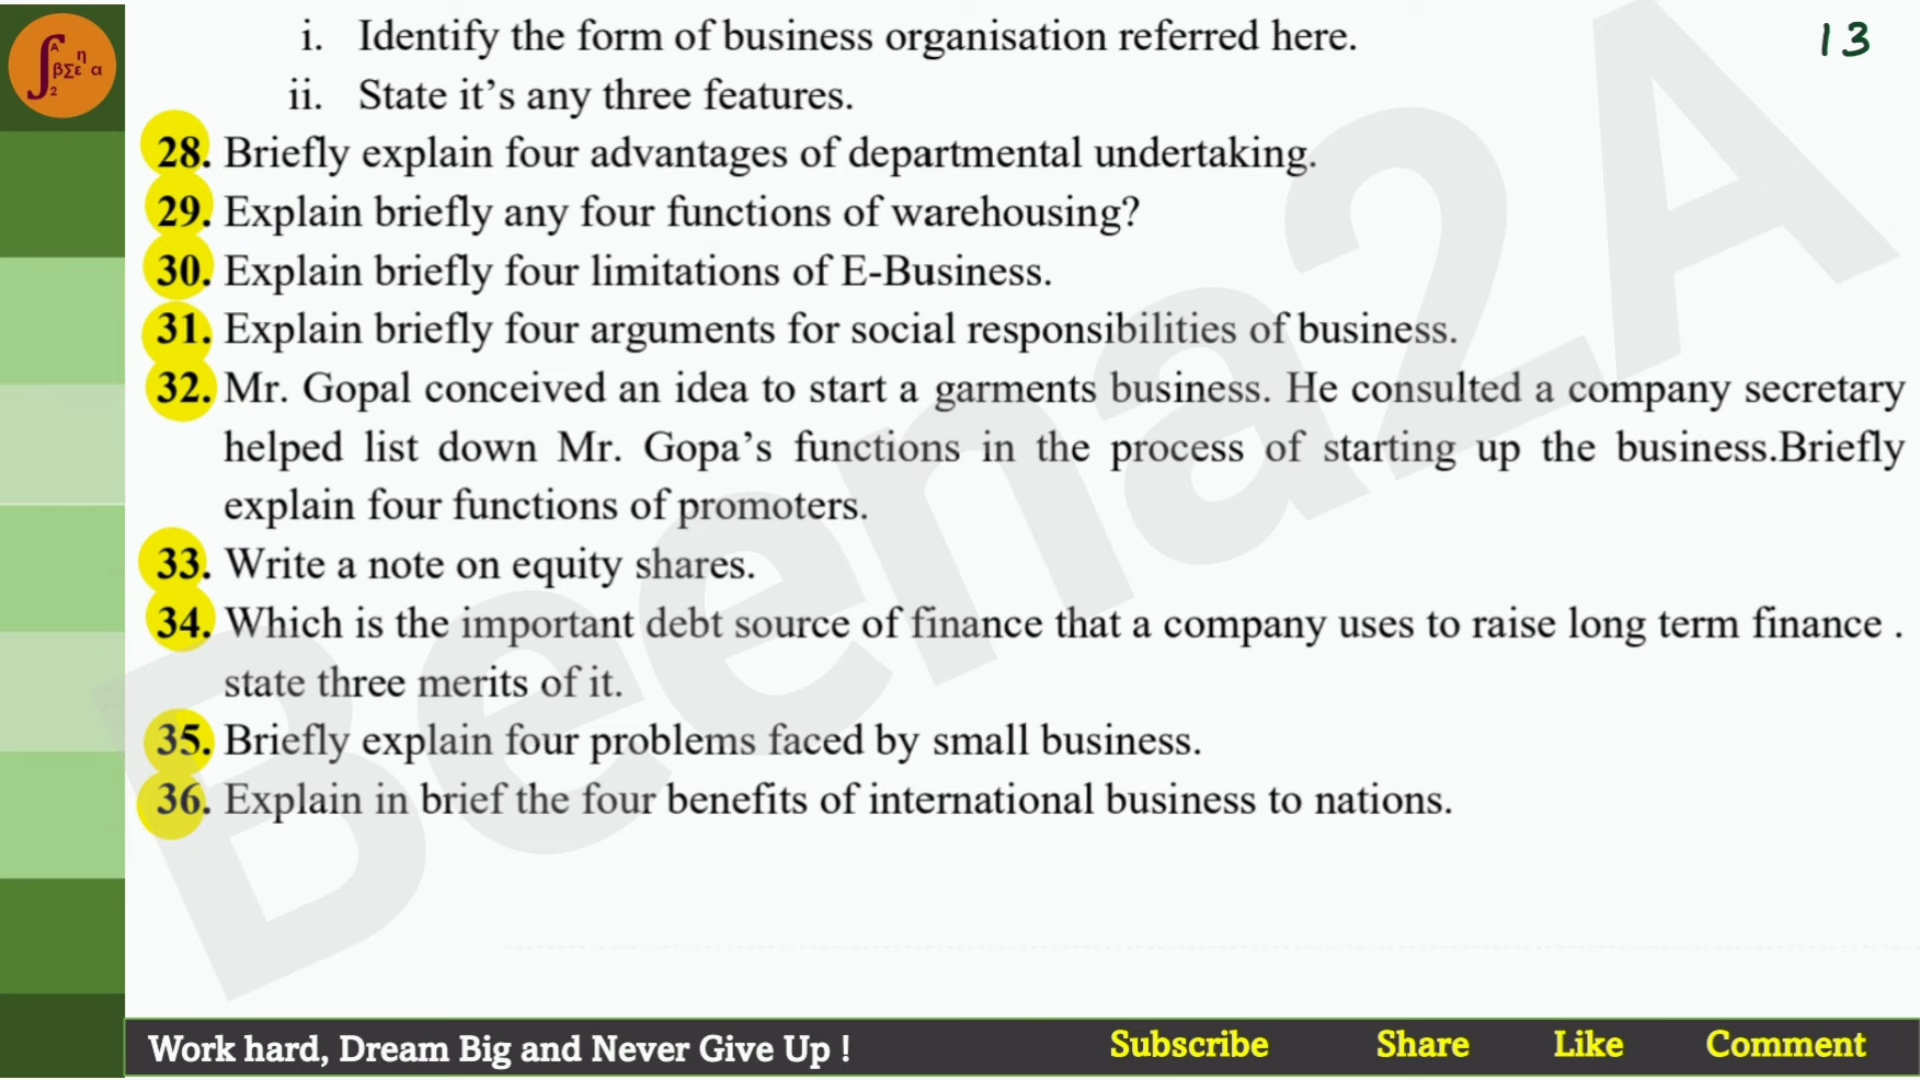 13
i. Identify the form of business organisation referred here.
ii. State it’s any three features.
28. Briefly explain four advantages of departmental undertaking.
29. Explain briefly any four functions of warehousing?
30. Explain briefly four limitations of E-Business.
31. Explain briefly four arguments for social responsibilities of business.
32. Mr. Gopal conceived an idea to start a garments business. He consulted a company secretary
helped list down Mr. Gopa’s functions in the process of starting up the business.Briefly
explain four functions of promoters.
33. Write a note on equity shares.
34. Which is the important debt source of finance that a company uses to raise long term finance .
state three merits of it.
35. Briefly explain four problems faced by small business.
36. Explain in brief the four benefits of international business to nations.
Beena2A
Work hard, Dream Big and Never Give Up !
Subscribe Share Like Comment